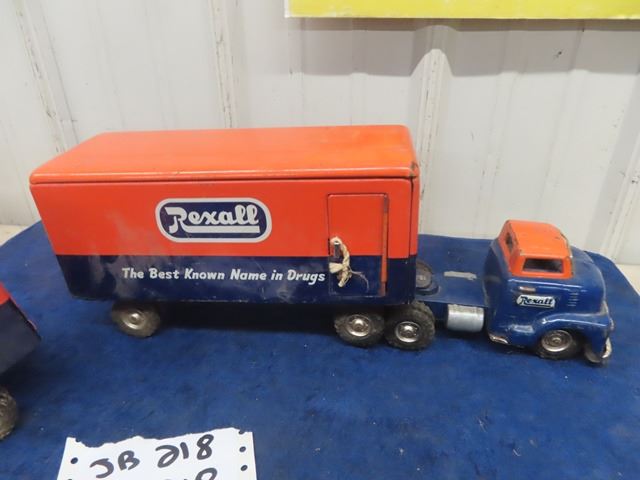 Rexall
The Best Known Name in Drugs
Rexall
JB 218